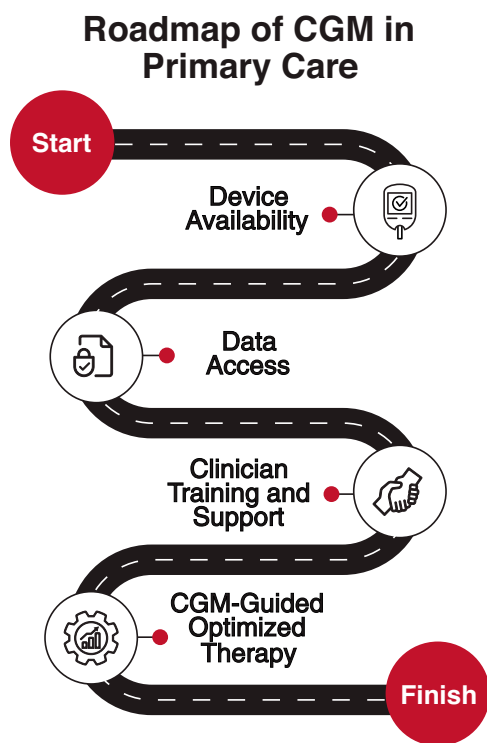 Roadmap of CGM in
Primary Care
Start
Device
Availability
Data
Access
Clinician
Training and
Support
CGM-Guided
Optimized
Therapy
Finish